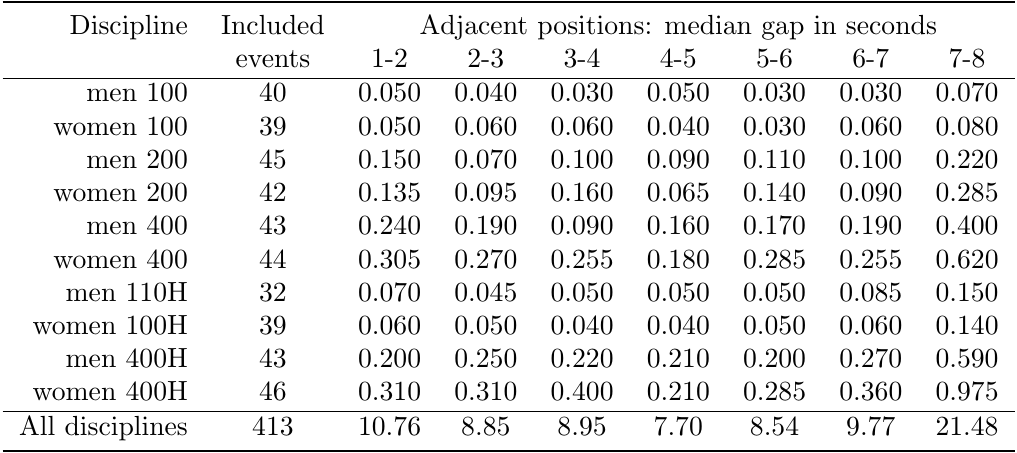 Discipline Included Adjacent positions: median gap in seconds
events 1-2 2-3 3-4 4-5 5-6 6-7 7-8
men 100 40 0.050 0.040 0.030 0.050 0.030 0.030 0.070
women 100 39 0.050 0.060 0.060 0.040 0.030 0.060 0.080
men 200 45 0.150 0.070 0.100 0.090 0.110 0.100 0.220
women 200 42 0.135 0.095 0.160 0.065 0.140 0.090 0.285
men 400 43 0.240 0.190 0.090 0.160 0.170 0.190 0.400
women 400 44 0.305 0.270 0.255 0.180 0.285 0.255 0.620
men 110H 32 0.070 0.045 0.050 0.050 0.050 0.085 0.150
women 100H 39 0.060 0.050 0.040 0.040 0.050 0.060 0.140
men 400H 43 0.200 0.250 0.220 0.210 0.200 0.270 0.590
women 400H 46 0.310 0.310 0.400 0.210 0.285 0.360 0.975
All disciplines 413 10.76 8.85 8.95 7.70 8.54 9.77 21.48